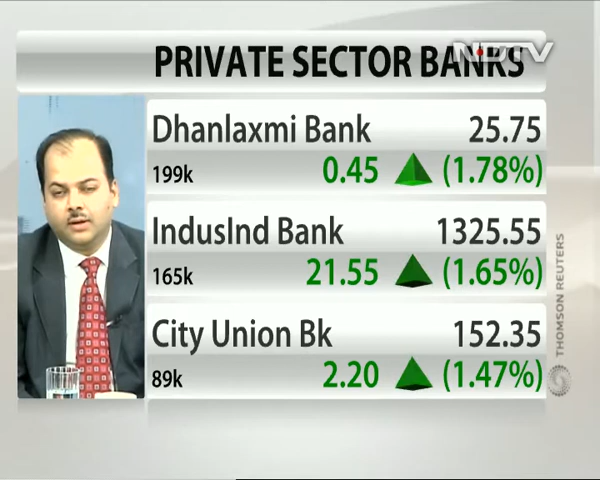 NDTV
PRIVATE SECTOR BANKS
Dhanlaxmi Bank 25.75
199k 0.45 (1.78%)
IndusInd Bank 1325.55
165k 21.55 (1.65%)
City Union Bk 152.35
89k 2.20 (1.47%)
THOMSON REUTERS